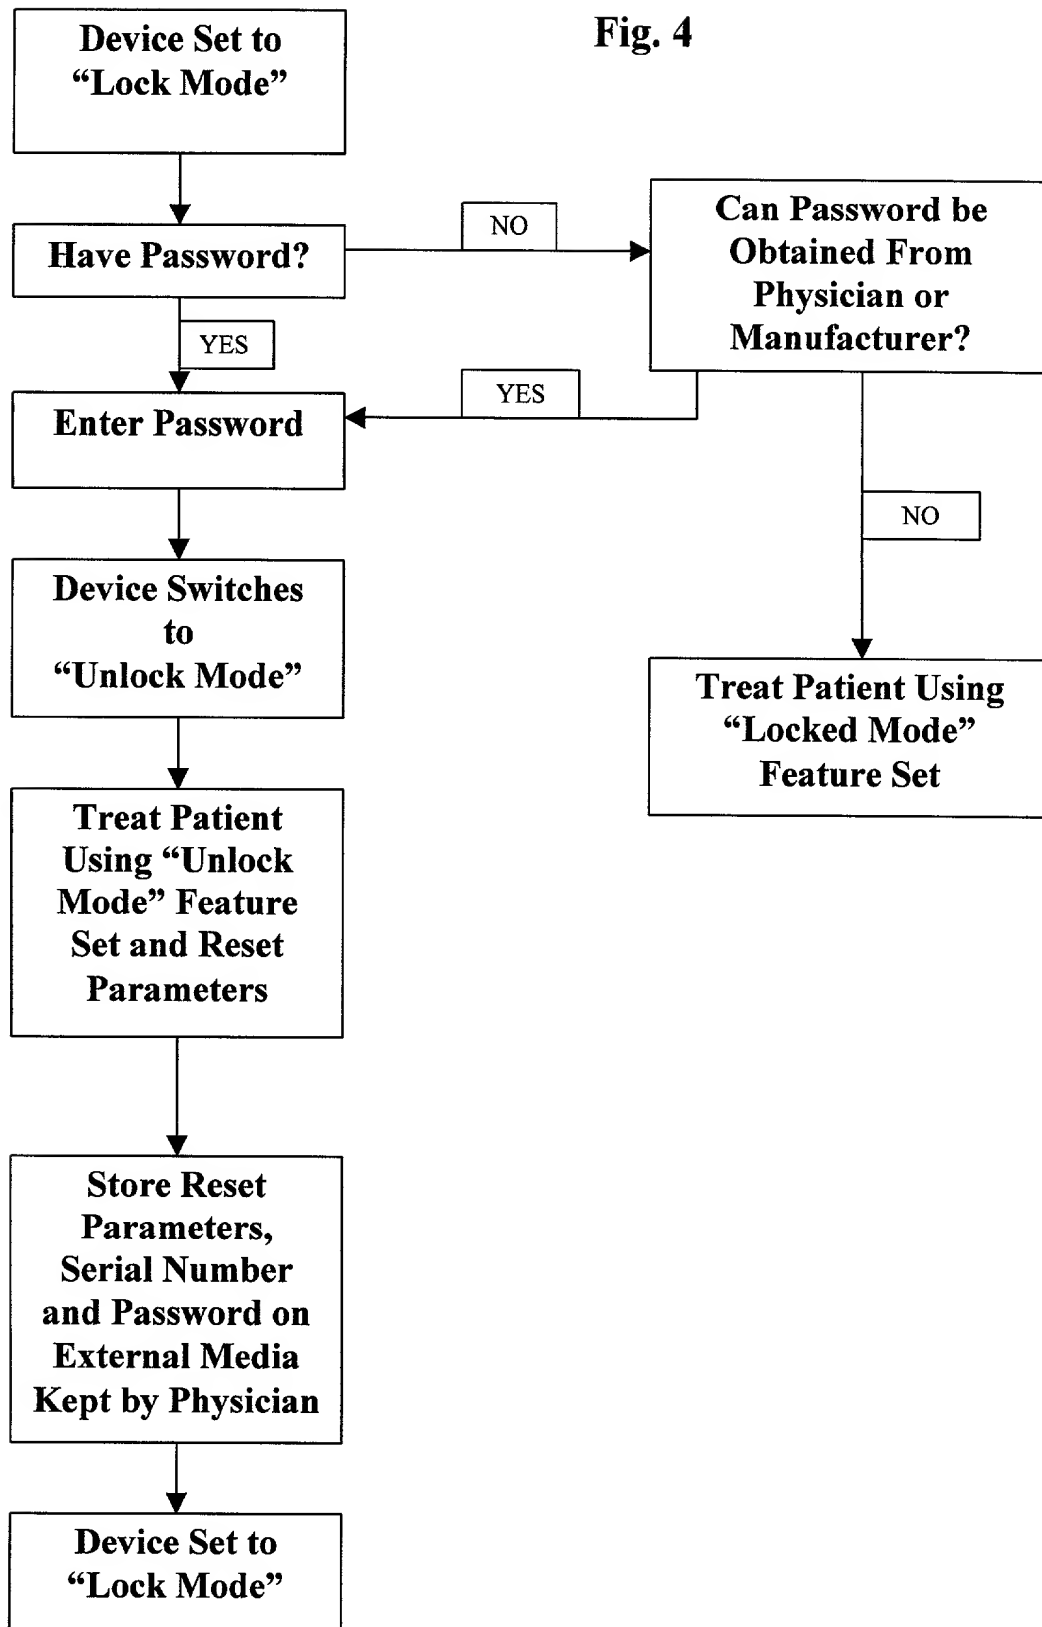 Fig. 4
Device Set to
“Lock Mode”
Have Password?
NO
Can Password be
Obtained From
Physician or
Manufacturer?
YES
YES
Enter Password
NO
Device Switches
to
“Unlock Mode”
Treat Patient Using
“Locked Mode”
Feature Set
Treat Patient
Using “Unlock
Mode” Feature
Set and Reset
Parameters
Store Reset
Parameters,
Serial Number
and Password on
External Media
Kept by Physician
Device Set to
“Lock Mode”